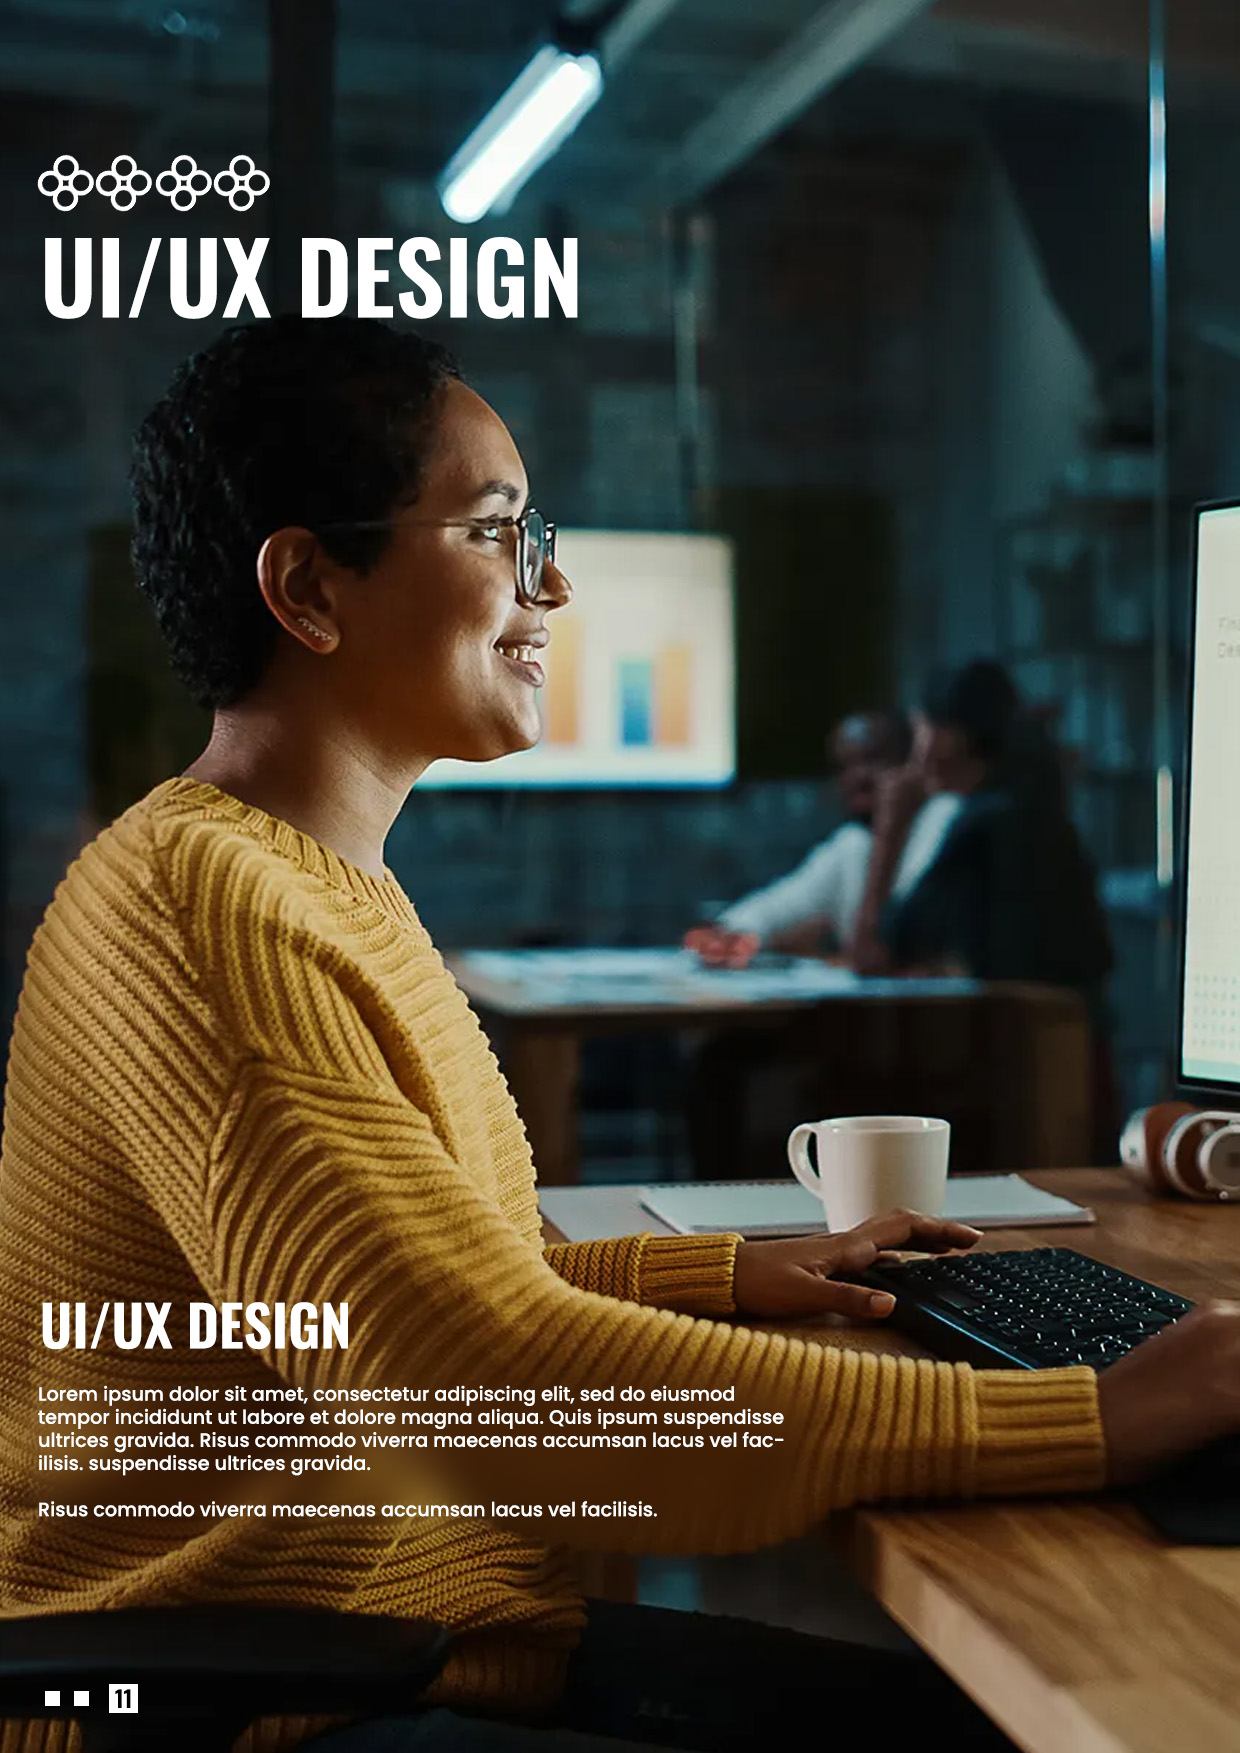 UI/UX DESIGN
UI/UX DESIGN
Lorem ipsum dolor sit amet, consectetur adipiscing elit, sed do eiusmod
tempor incididunt ut labore et dolore magna aliqua. Quis ipsum suspendisse
ultrices gravida. Risus commodo viverra maecenas accumsan lacus vel fac-
ilisis. suspendisse ultrices gravida.
Risus commodo viverra maecenas accumsan lacus vel facilisis.
11